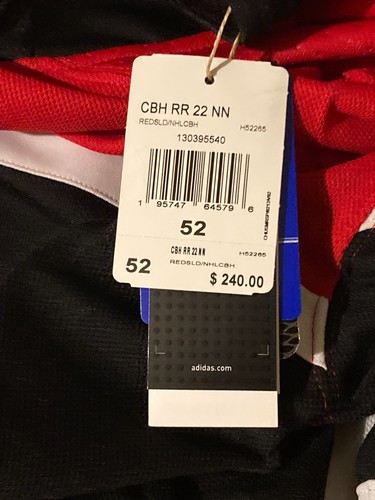 CBH RR 22 NN
REDSLD/NHLCBH H52265
130395540
1 95747 64579 6
52
CBH RR 22 NN H52265
52 REDSLD/NHLCBH
$ 240.00
adidas.com